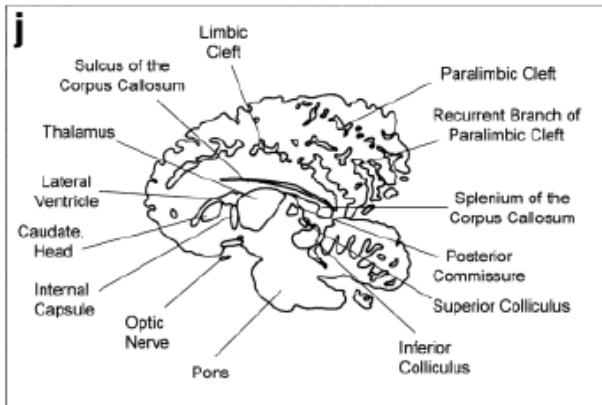 j
Limbic
Cleft
Sulcus of the
Corpus Callosum
Paralimbic Cleft
Thalamus
Recurrent Branch of
Paralimbic Cleft
Lateral
Ventricle
Splenium of the
Corpus Callosum
Caudate,
Head
Posterior
Commissure
Internal
Capsule
Superior Colliculus
Optic
Nerve
Inferior
Colliculus
Pons